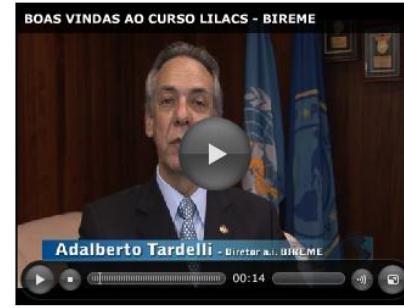 BOAS VINDAS AO CURSO LILACS - BIREME
Adalberto Tardelli - Diretor a.i. BIREME
00:14